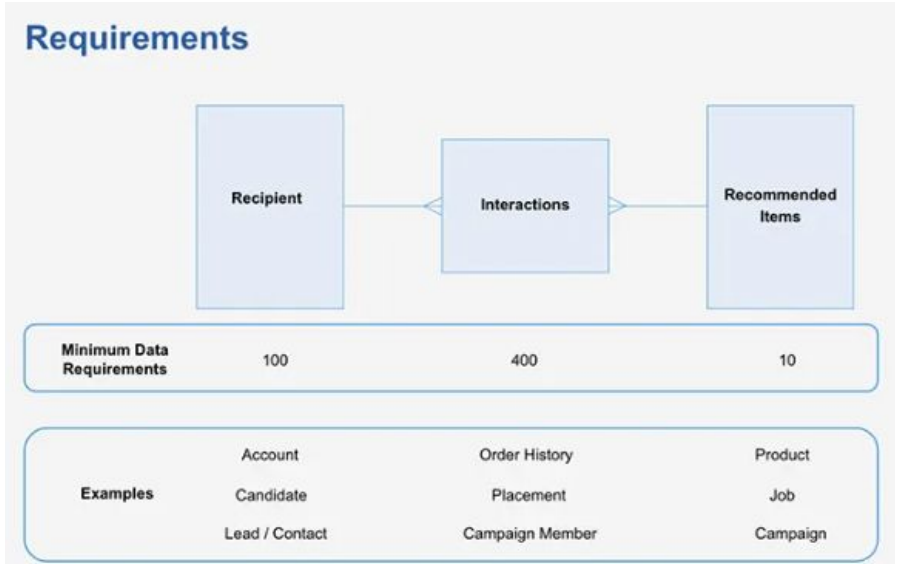 Requirements
Recipient
Interactions
Recommended
Items
Minimum Data
Requirements
100
400
10
Examples
Account
Order History
Product
Candidate
Placement
Job
Lead / Contact
Campaign Member
Campaign